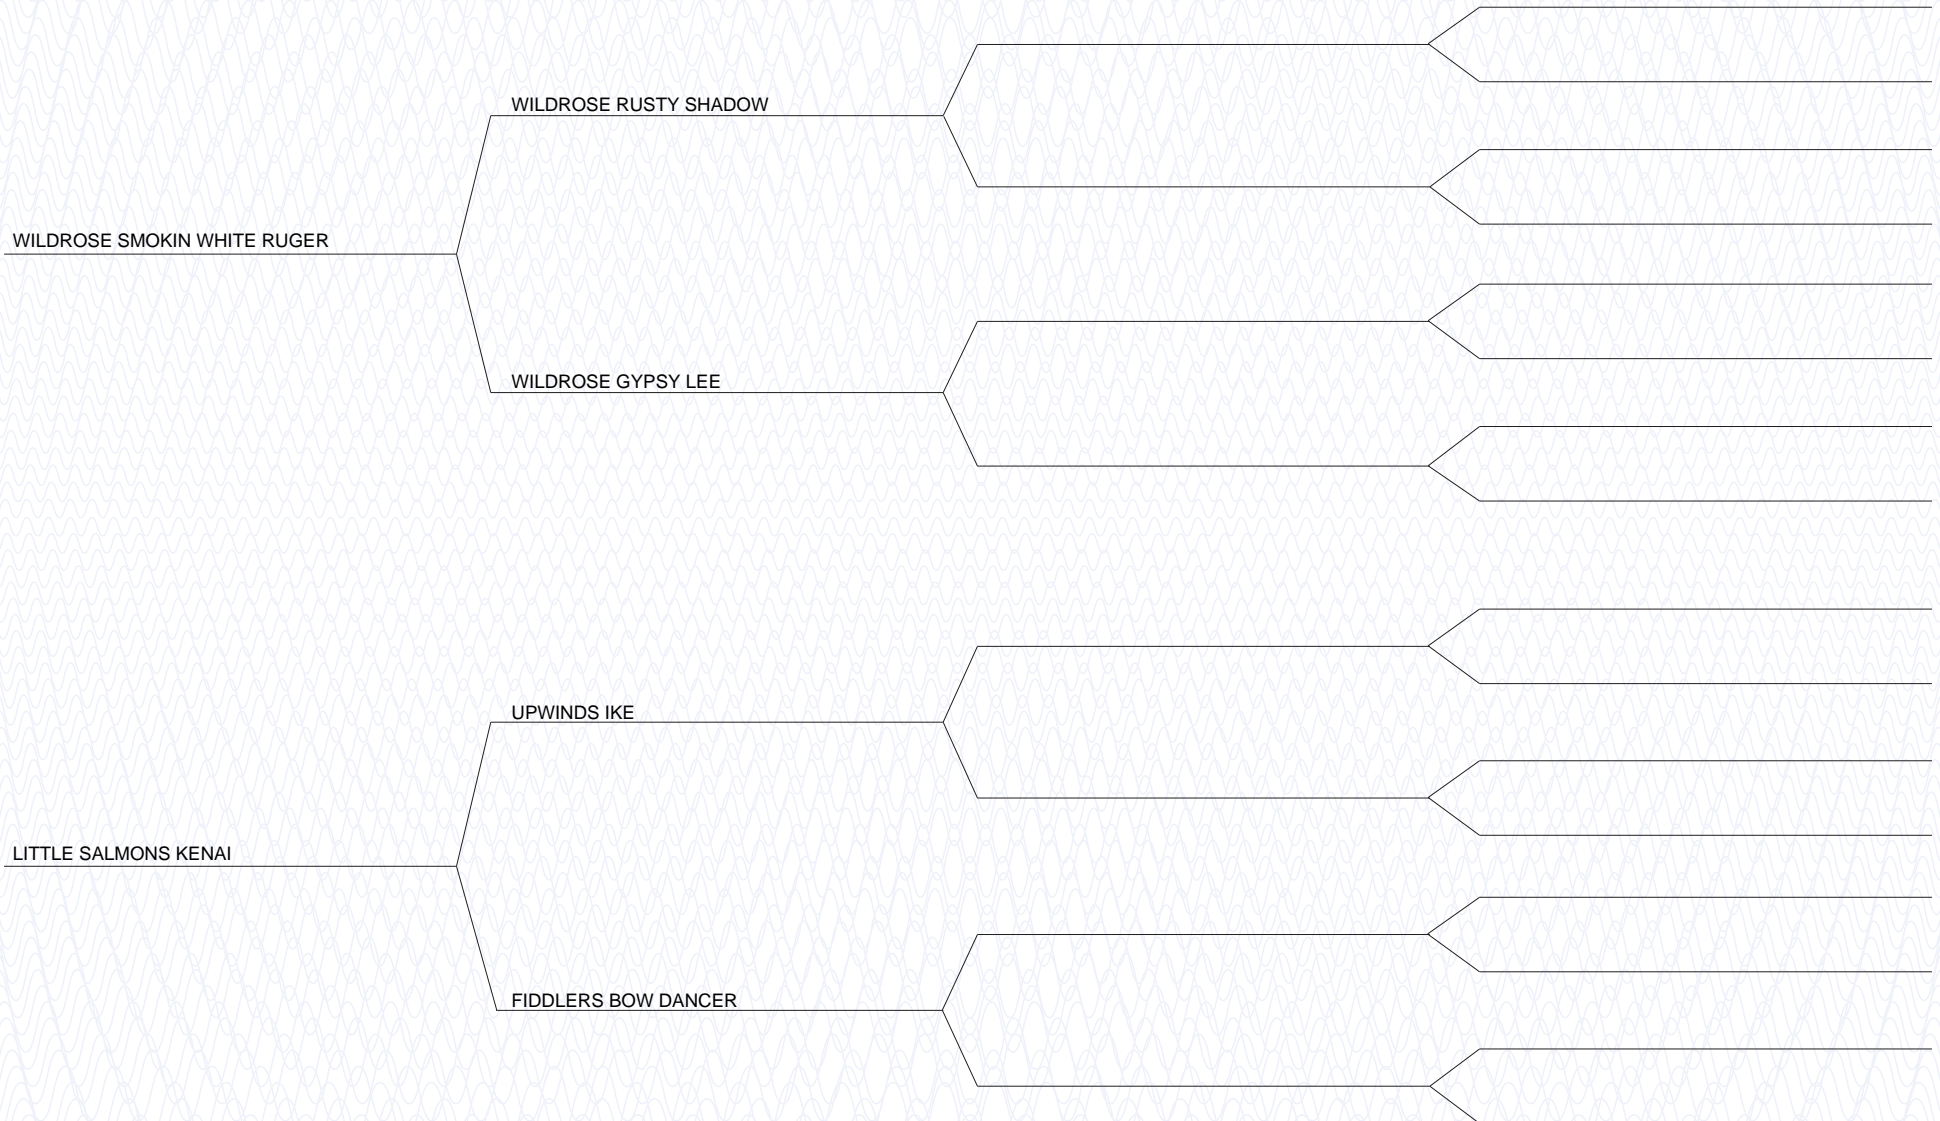 WILDROSE RUSTY SHADOW
WILDROSE SMOKIN WHITE RUGER
WILDROSE GYPSY LEE
UPWINDS IKE
LITTLE SALMONS KENAI
FIDDLERS BOW DANCER